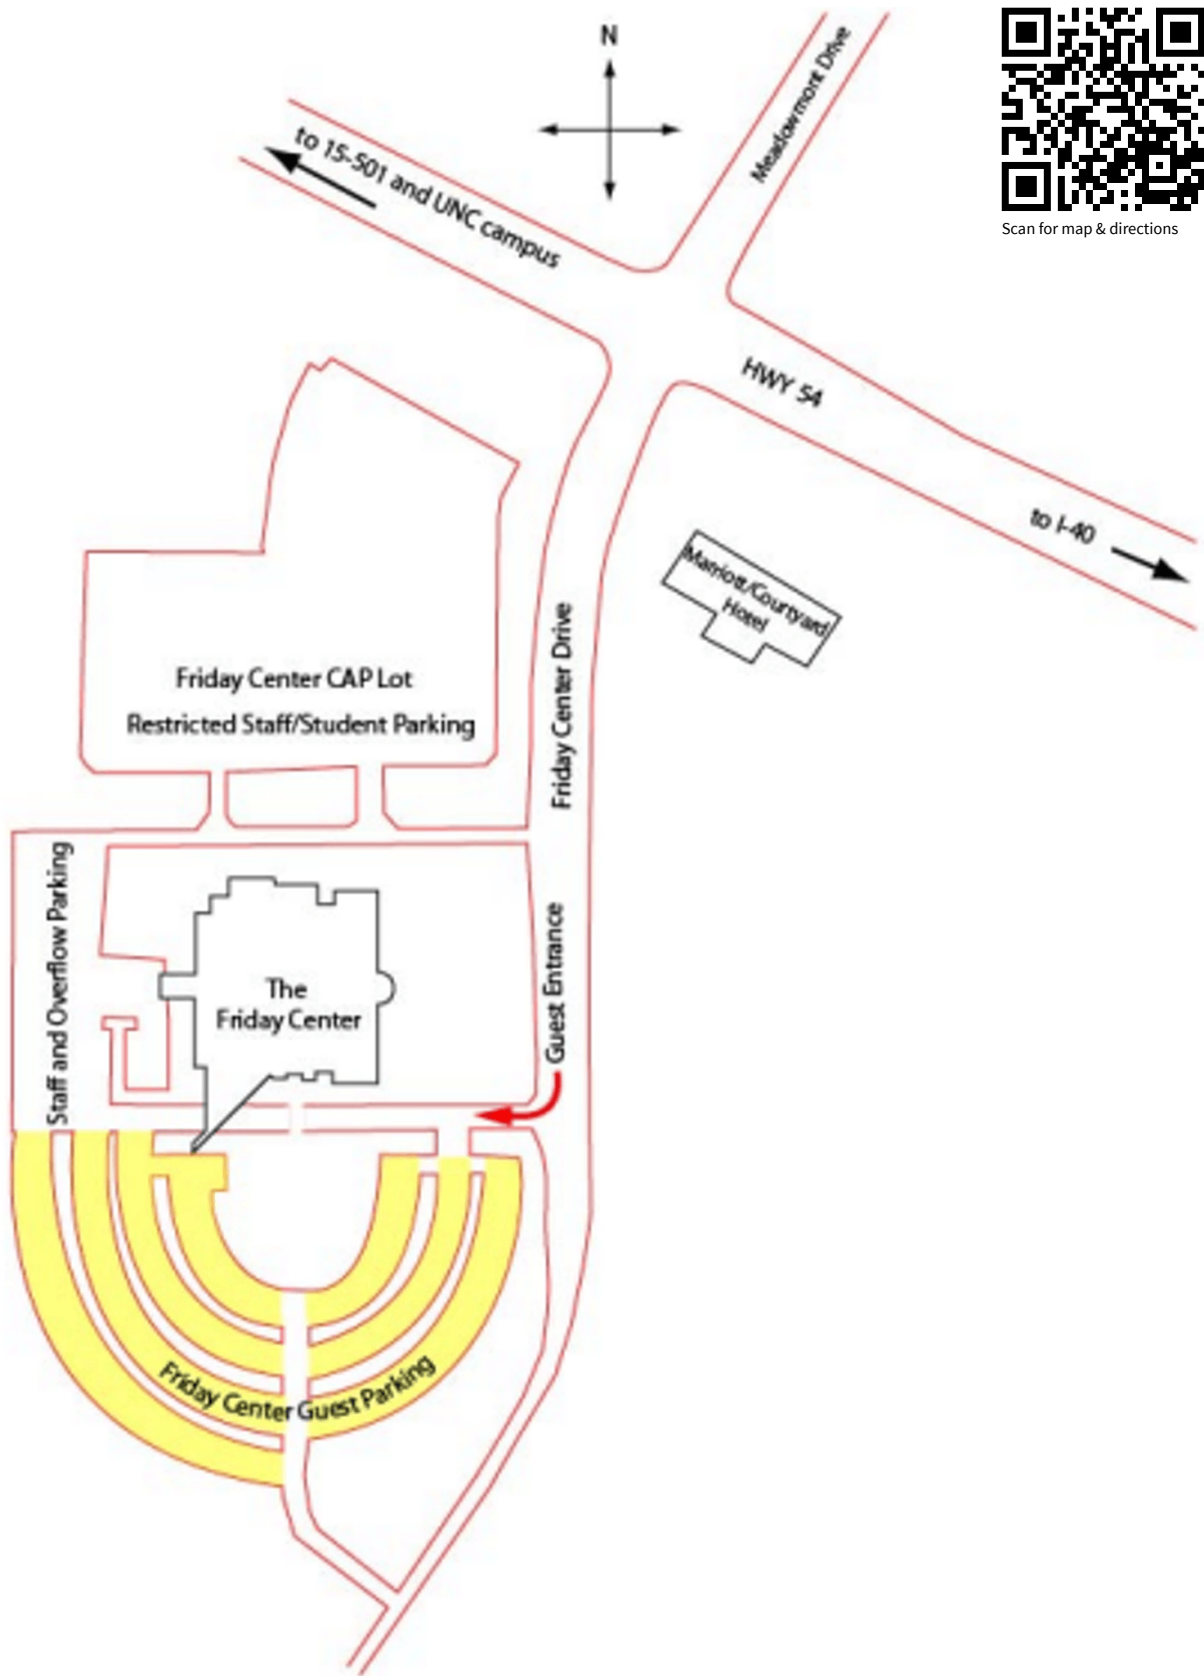 N
Meadowmont Drive
to 15-501 and UNC campus
Scan for map & directions
HWY 54
to I-40
Marriott/Courtyard
Hotel
Friday Center Drive
Friday Center CAP Lot
Restricted Staff/Student Parking
Staff and Overflow Parking
The
Friday Center
Guest Entrance
Friday Center Guest Parking